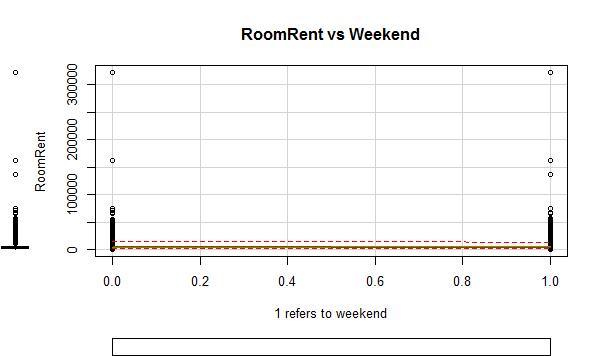 RoomRent vs Weekend
RoomRent
300000
200000
100000
0
0.0 0.2 0.4 0.6 0.8 1.0
1 refers to weekend